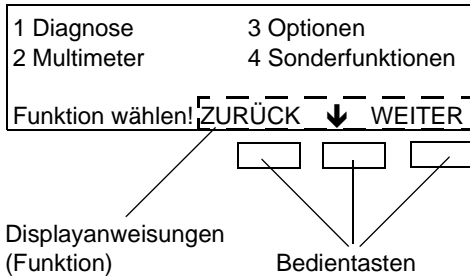 1 Diagnose 3 Optionen
2 Multimeter 4 Sonderfunktionen
Funktion wählen! ZURÜCK ↓ WEITER
Displayanweisungen
(Funktion) Bedientasten